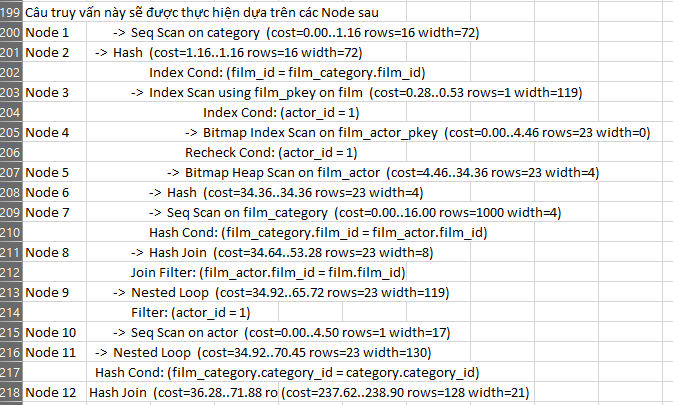 199 Câu truy vấn này sẽ được thực hiện dựa trên các Node sau
200 Node 1 -> Seq Scan on category (cost=0.00..1.16 rows=16 width=72)
201 Node 2 -> Hash (cost=1.16..1.16 rows=16 width=72)
202 Index Cond: (film_id = film_category.film_id)
203 Node 3 -> Index Scan using film_pkey on film (cost=0.28..0.53 rows=1 width=119)
204 Index Cond: (actor_id = 1)
205 Node 4 -> Bitmap Index Scan on film_actor_pkey (cost=0.00..4.46 rows=23 width=0)
206 Recheck Cond: (actor_id = 1)
207 Node 5 -> Bitmap Heap Scan on film_actor (cost=4.46..34.36 rows=23 width=4)
208 Node 6 -> Hash (cost=34.36..34.36 rows=23 width=4)
209 Node 7 -> Seq Scan on film_category (cost=0.00..16.00 rows=1000 width=4)
210 Hash Cond: (film_category.film_id = film_actor.film_id)
211 Node 8 -> Hash Join (cost=34.64..53.28 rows=23 width=8)
212 Join Filter: (film_actor.film_id = film.film_id)
213 Node 9 -> Nested Loop (cost=34.92..65.72 rows=23 width=119)
214 Filter: (actor_id = 1)
215 Node 10 -> Seq Scan on actor (cost=0.00..4.50 rows=1 width=17)
216 Node 11 -> Nested Loop (cost=34.92..70.45 rows=23 width=130)
217 Hash Cond: (film_category.category_id = category.category_id)
218 Node 12 Hash Join (cost=36.28..71.88 ro (cost=237.62..238.90 rows=128 width=21)